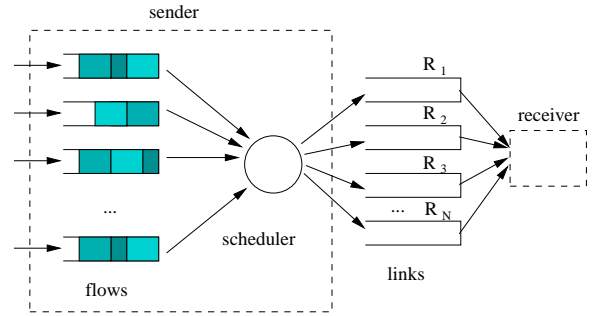 sender
R 1
R 2
receiver
R 3
...
... R N
scheduler
links
flows